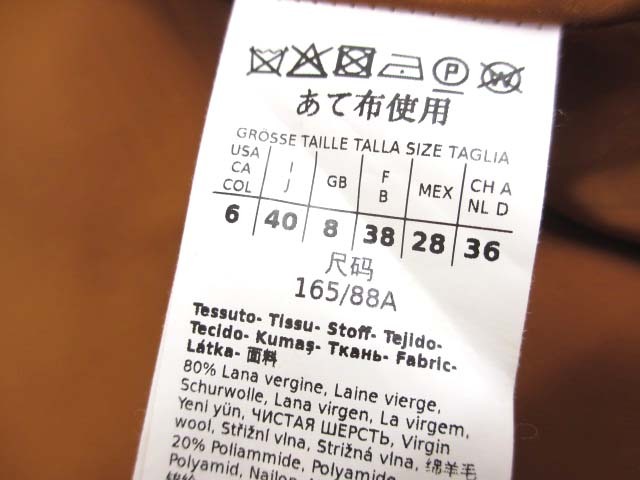 P W
あて布使用
GRÖSSE TAILLE TALLA SIZE TAGLIA
USA CA COL I J GB F B MEX CH A NL D
6 40 8 38 28 36
尺码
165/88A
Tessuto- Tissu- Stoff- Tejido-
Tecido- Kumaş- Ткань- Fabric-
Látka- 面料
80% Lana vergine, Laine vierge,
Schurwolle, Lana virgen, La virgem,
Yeni yün, ЧИСТАЯ ШЕРСТЬ, Virgin
wool, Střižní vlna, Strižná vlna, 绵羊毛
20% Poliammide, Polyamide,
Polyamid, Nailon,